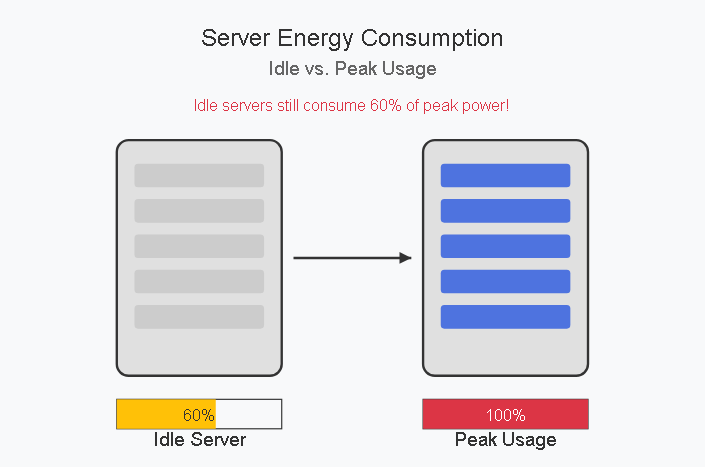 Server Energy Consumption
Idle vs. Peak Usage
Idle servers still consume 60% of peak power!
60%
100%
Idle Server
Peak Usage